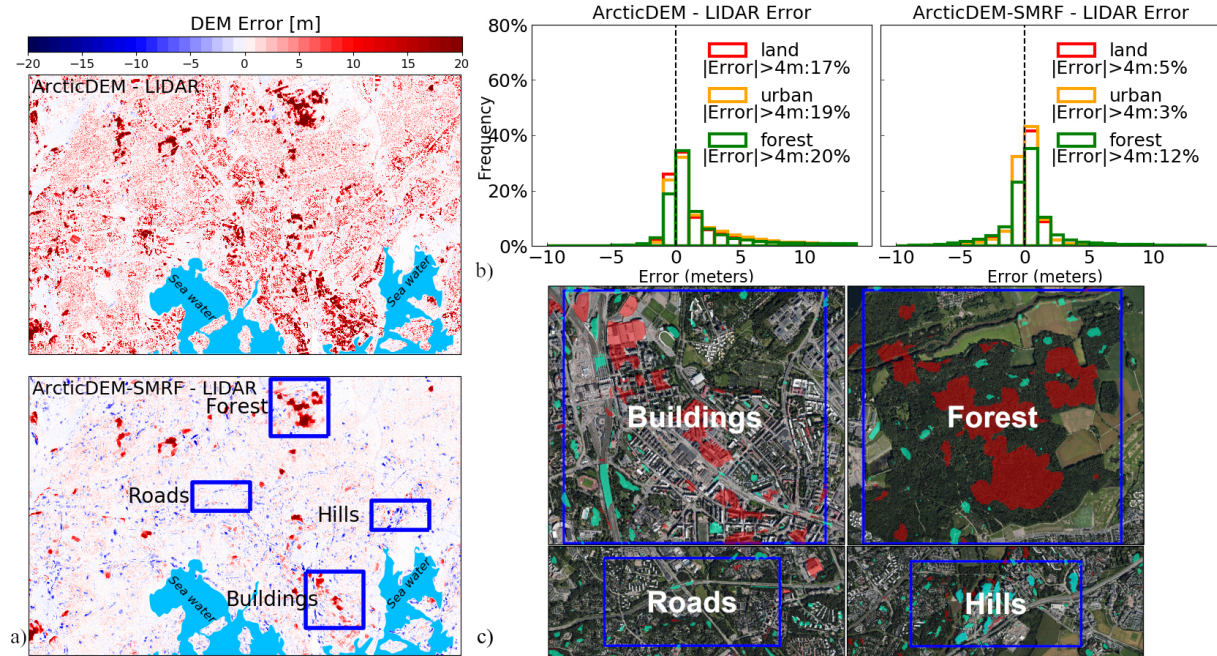 DEM Error [m]
−20 −15 −10 −5 0 5 10 15 20
ArcticDEM - LIDAR
Sea water
Sea water
ArcticDEM-SMRF - LIDAR
Forest
Roads
Hills
Buildings
Sea water
Sea water
a)
ArcticDEM - LIDAR Error
80%
60%
40%
20%
0%
Frequency
land
|Error|>4m:17%
urban
|Error|>4m:19%
forest
|Error|>4m:20%
−10 −5 0 5 10
Error (meters)
ArcticDEM-SMRF - LIDAR Error
land
|Error|>4m:5%
urban
|Error|>4m:3%
forest
|Error|>4m:12%
−10 −5 0 5 10
Error (meters)
b)
Buildings
Forest
Roads
Hills
c)